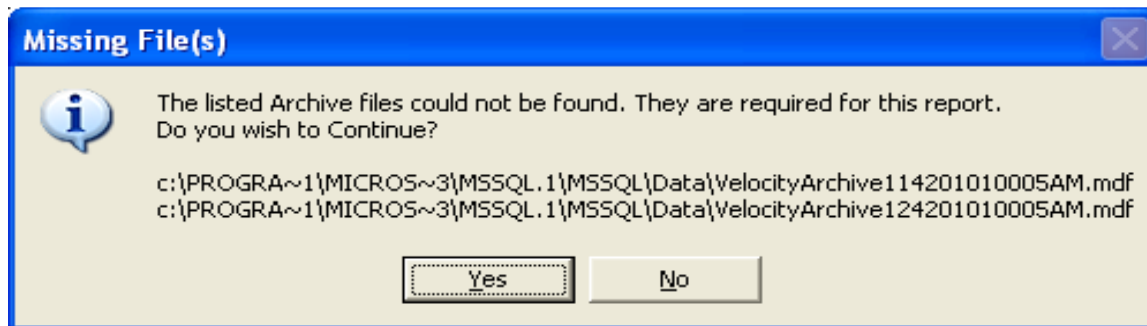 Missing File(s)
The listed Archive files could not be found. They are required for this report.
Do you wish to Continue?
c:\PROGRA~1\MICROS~3\MSSQL.1\MSSQL\Data\VelocityArchive114201010005AM.mdf
c:\PROGRA~1\MICROS~3\MSSQL.1\MSSQL\Data\VelocityArchive124201010005AM.mdf
Yes
No